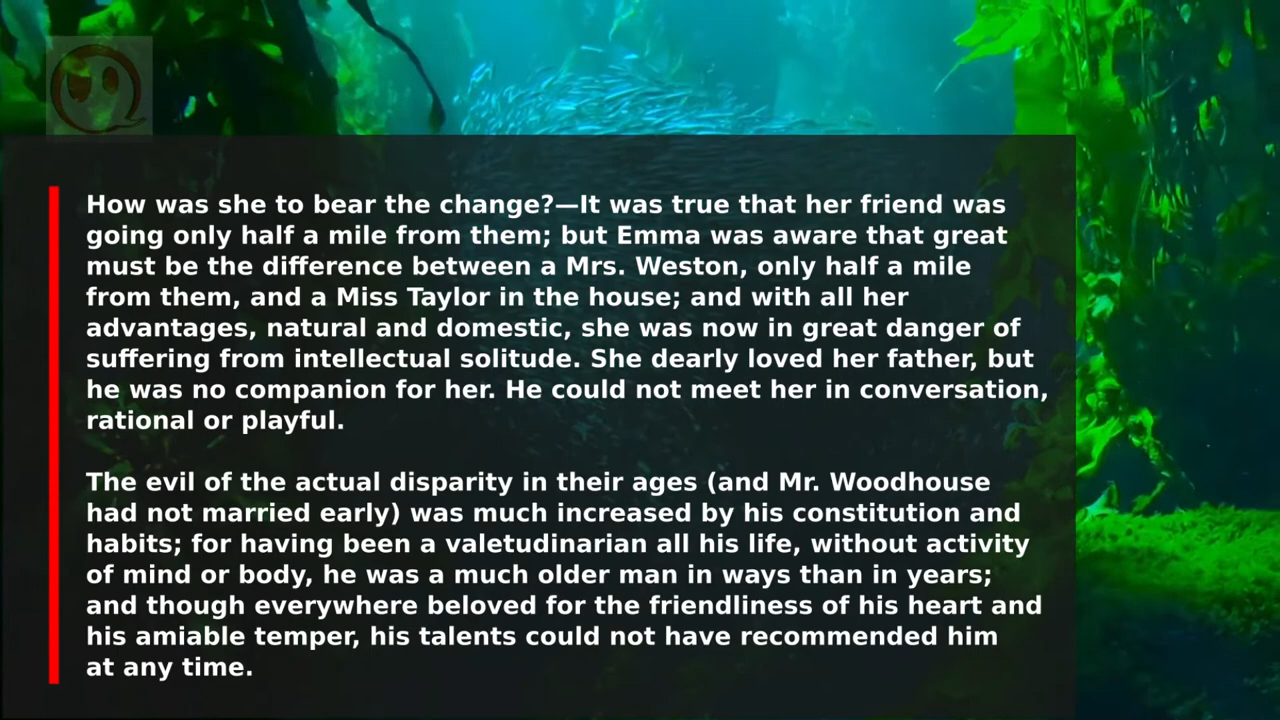 How was she to bear the change?—It was true that her friend was
going only half a mile from them; but Emma was aware that great
must be the difference between a Mrs. Weston, only half a mile
from them, and a Miss Taylor in the house; and with all her
advantages, natural and domestic, she was now in great danger of
suffering from intellectual solitude. She dearly loved her father, but
he was no companion for her. He could not meet her in conversation,
rational or playful.

The evil of the actual disparity in their ages (and Mr. Woodhouse
had not married early) was much increased by his constitution and
habits; for having been a valetudinarian all his life, without activity
of mind or body, he was a much older man in ways than in years;
and though everywhere beloved for the friendliness of his heart and
his amiable temper, his talents could not have recommended him
at any time.